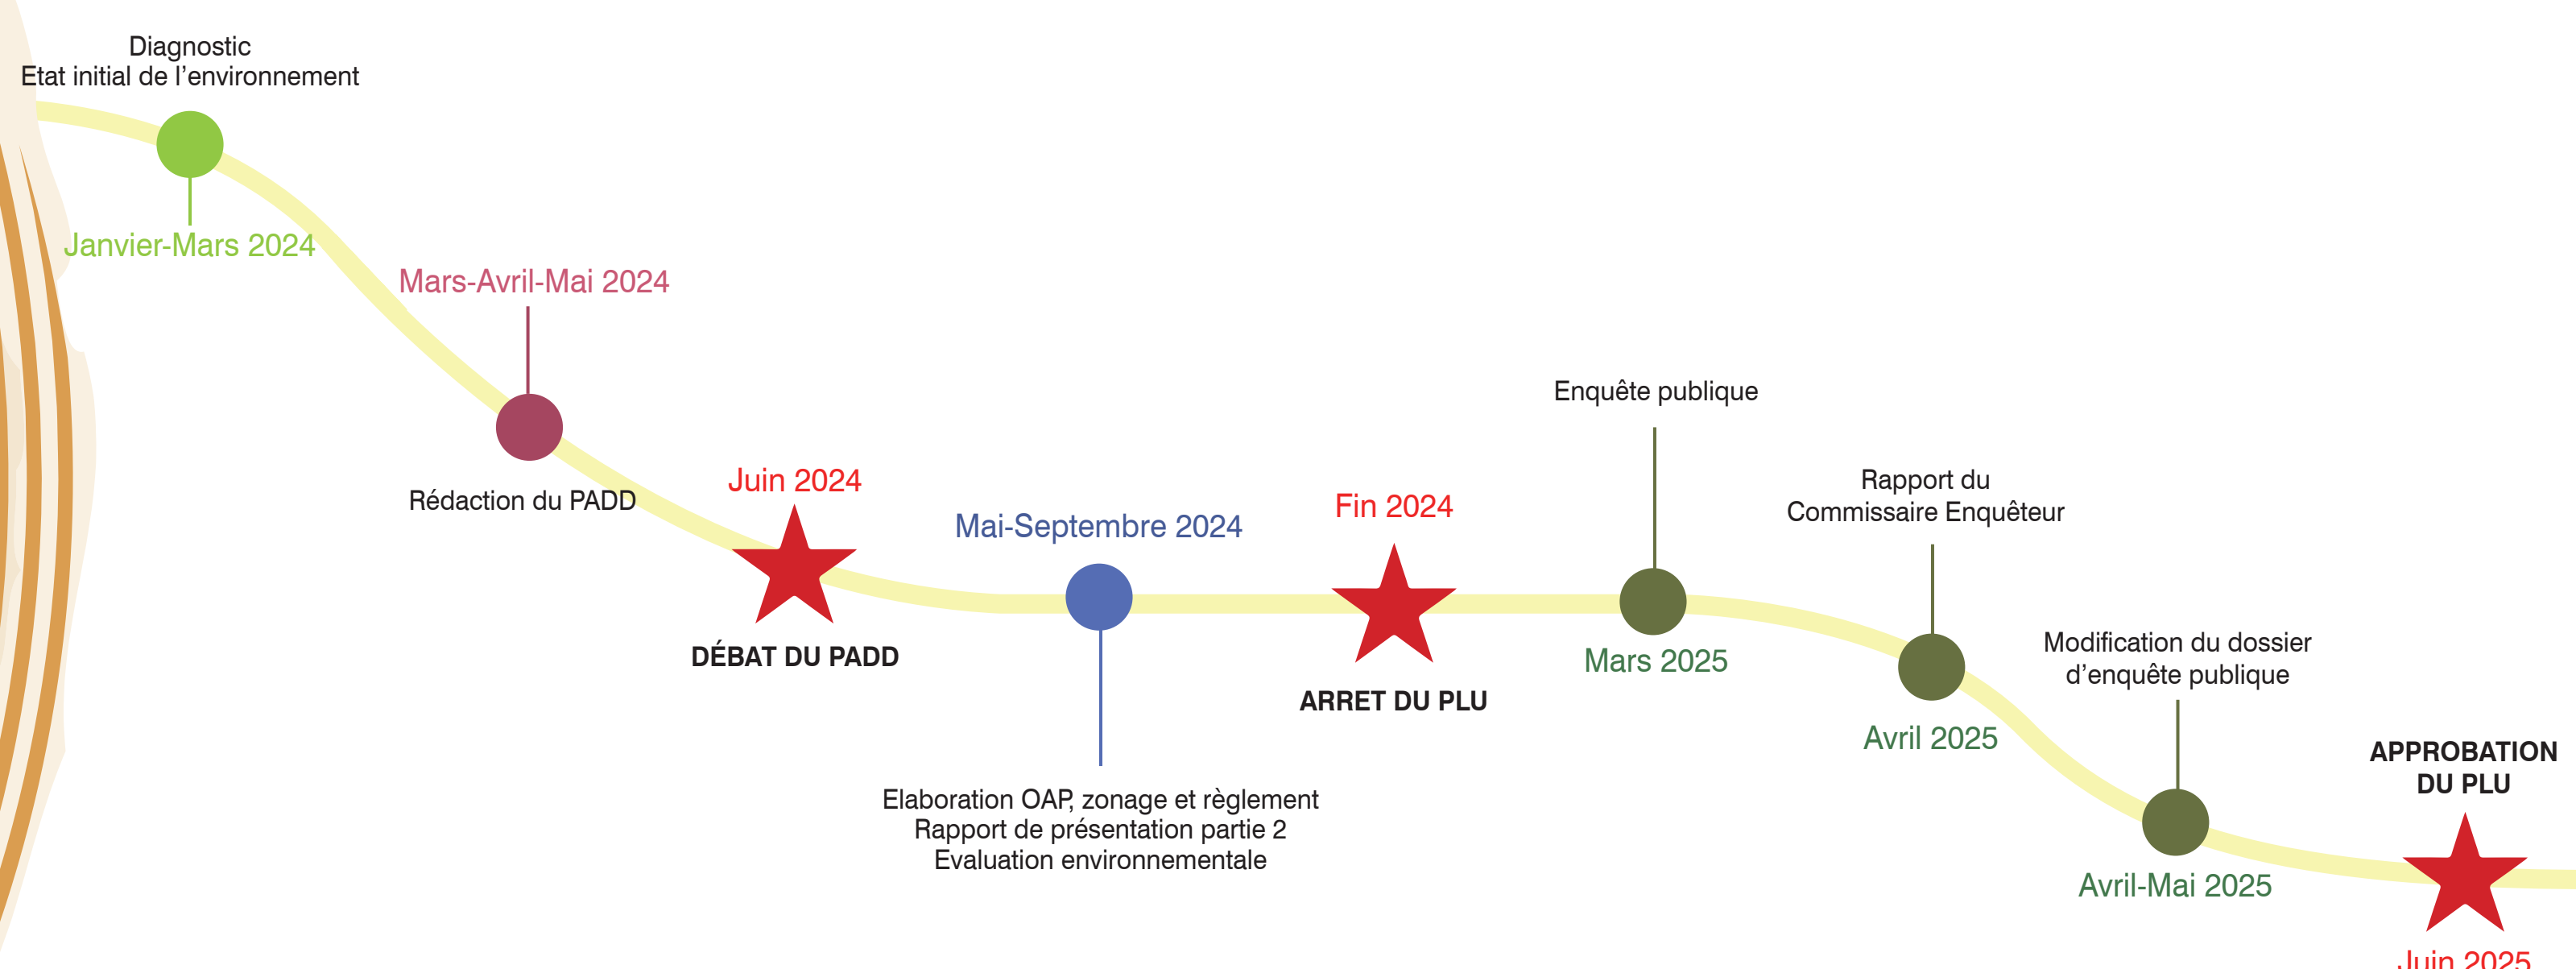 Diagnostic
Etat initial de l’environnement
Janvier-Mars 2024
Mars-Avril-Mai 2024
Rédaction du PADD
Juin 2024
DÉBAT DU PADD
Mai-Septembre 2024
Elaboration OAP, zonage et règlement
Rapport de présentation partie 2
Evaluation environnementale
Fin 2024
ARRET DU PLU
Enquête publique
Mars 2025
Rapport du
Commissaire Enquêteur
Avril 2025
Modification du dossier
d’enquête publique
Avril-Mai 2025
APPROBATION
DU PLU
Juin 2025